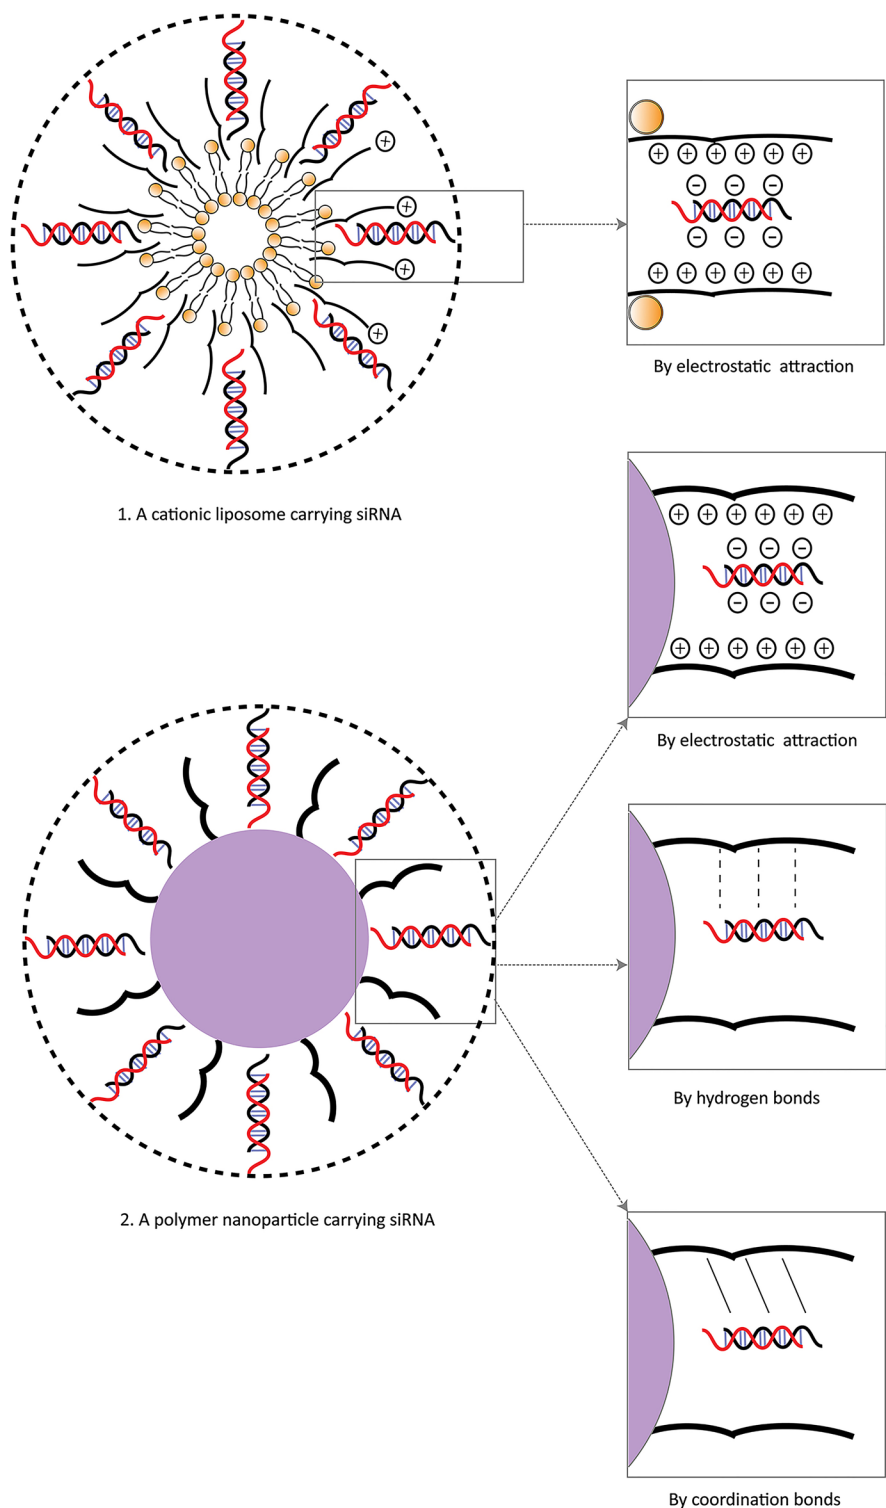 By electrostatic attraction
1. A cationic liposome carrying siRNA
By electrostatic attraction
By hydrogen bonds
2. A polymer nanoparticle carrying siRNA
By coordination bonds